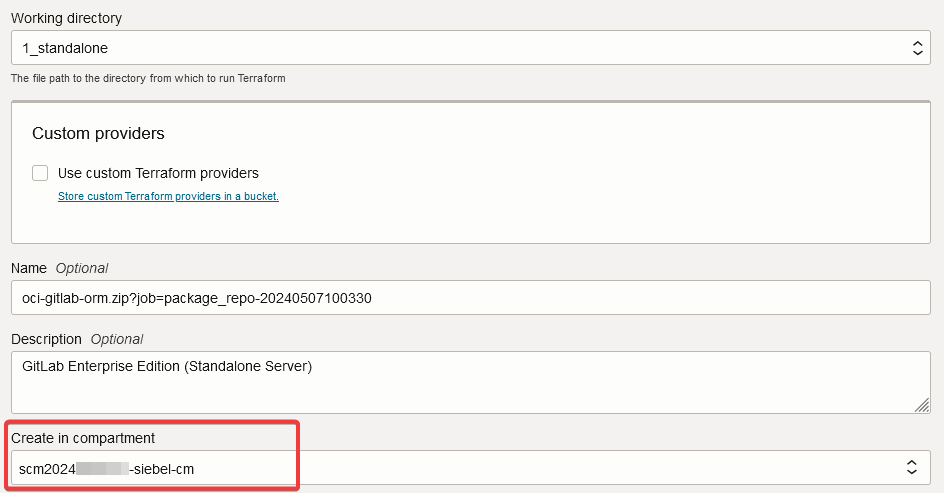 Working directory
1_standalone
The file path to the directory from which to run Terraform
Custom providers
Use custom Terraform providers
Store custom Terraform providers in a bucket.
Name Optional
oci-gitlab-orm.zip?job=package_repo-20240507100330
Description Optional
GitLab Enterprise Edition (Standalone Server)
Create in compartment
scm2024 -siebel-cm